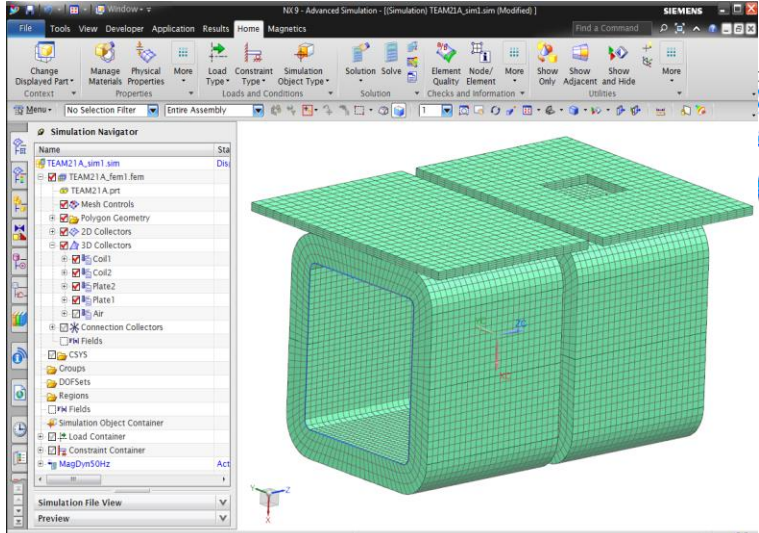 Window
NX 9 - Advanced Simulation - [(Simulation) TEAM21A_sim1.sim (Modified) ]
SIEMENS
File Tools View Developer Application Results Home Magnetics
Find a Command
Change Displayed Part
Manage Materials
Physical Properties
More
Load Type
Constraint Type
Simulation Object Type
Solution
Solve
Element Quality
Node/ Element
More
Show Only
Show Adjacent
Show and Hide
More
Context
Properties
Loads and Conditions
Solution
Checks and Information
Utilities
Menu
No Selection Filter
Entire Assembly
1
Simulation Navigator
Name
Sta
TEAM21A_sim1.sim
Disp
TEAM21A_fem1.fem
TEAM21A.prt
Mesh Controls
Polygon Geometry
2D Collectors
3D Collectors
Coil1
Coil2
Plate2
Plate1
Air
Connection Collectors
Fields
CSYS
Groups
DOFSets
Regions
Fields
Simulation Object Container
Load Container
Constraint Container
MagDyn50Hz
Act
Simulation File View
Preview
ZC
XC
Y
Z
X